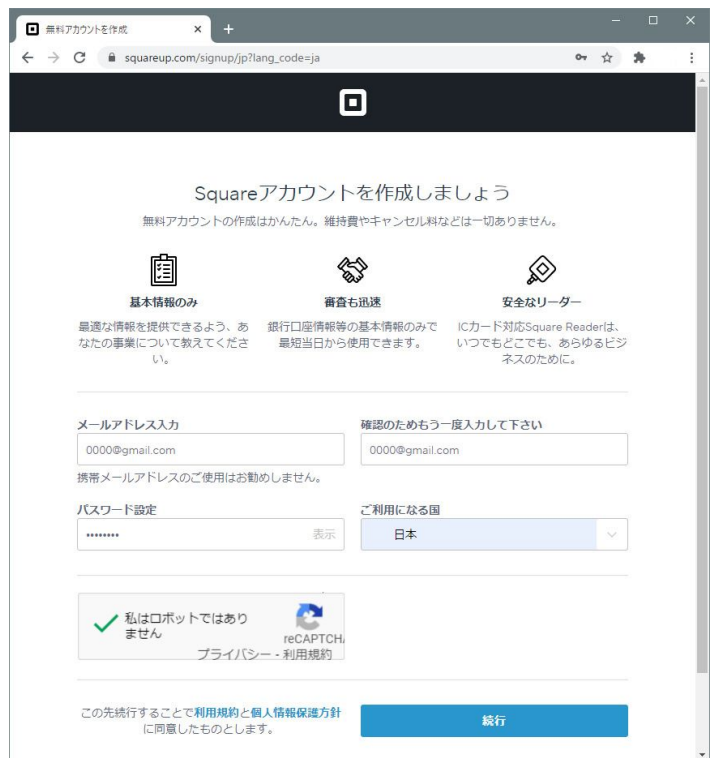 無料アカウントを作成
squareup.com/signup/jp?lang_code=ja
Squareアカウントを作成しましょう
無料アカウントの作成はかんたん。維持費やキャンセル料などは一切ありません。
基本情報のみ
最適な情報を提供できるよう、あ
なたの事業について教えてくださ
い。
審査も迅速
銀行口座情報等の基本情報のみで
最短当日から使用できます。
安全なリーダー
ICカード対応Square Readerは、
いつでもどこでも、あらゆるビジ
ネスのために。
メールアドレス入力
0000@gmail.com
携帯メールアドレスのご使用はお勧めしません。
確認のためもう一度入力して下さい
0000@gmail.com
パスワード設定
••••••••
表示
ご利用になる国
日本
私はロボットではあり
ません
reCAPTCHA
プライバシー - 利用規約
この先続行することで利用規約と個人情報保護方針
に同意したものとします。
続行